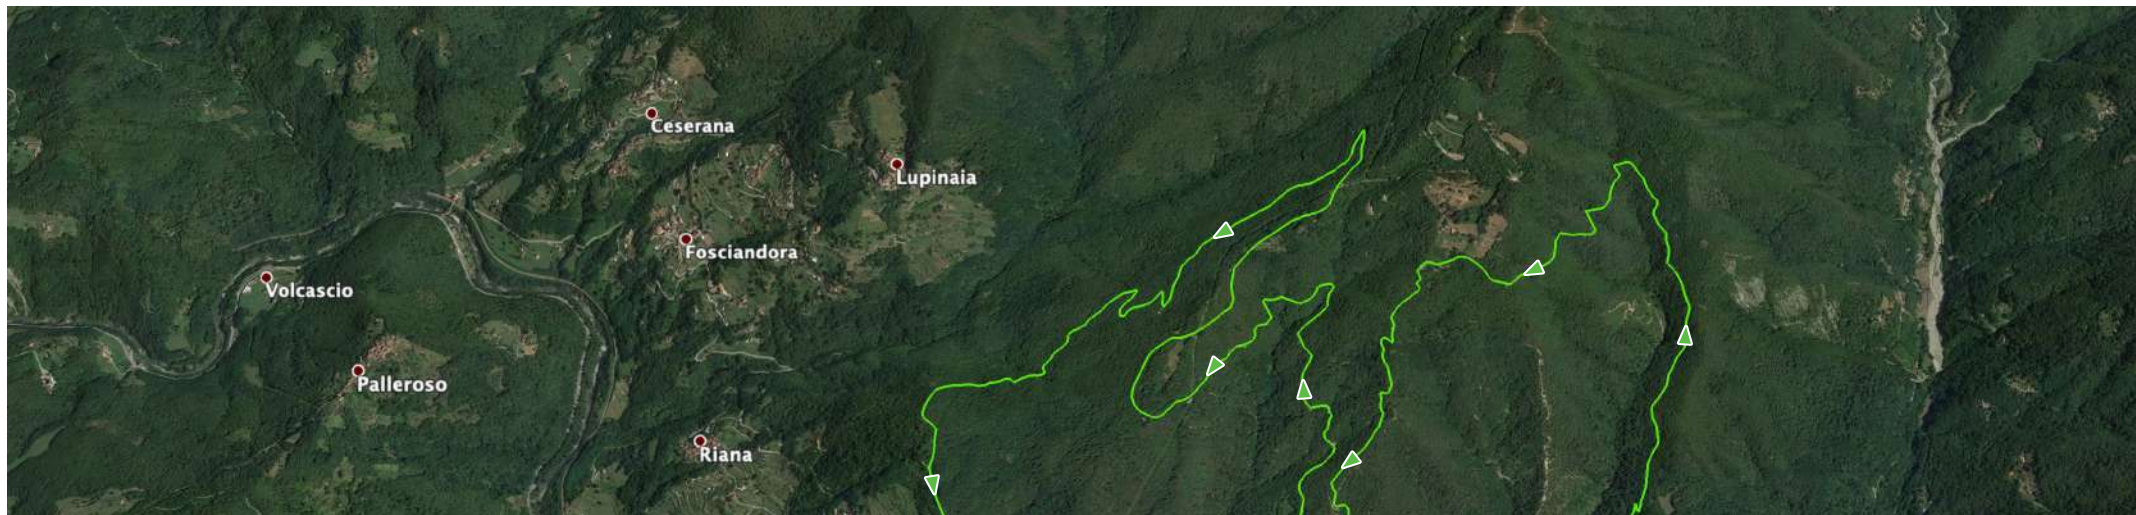 Ceserana
Lupinaia
Fosciandora
Volcascio
Palleroso
Riana